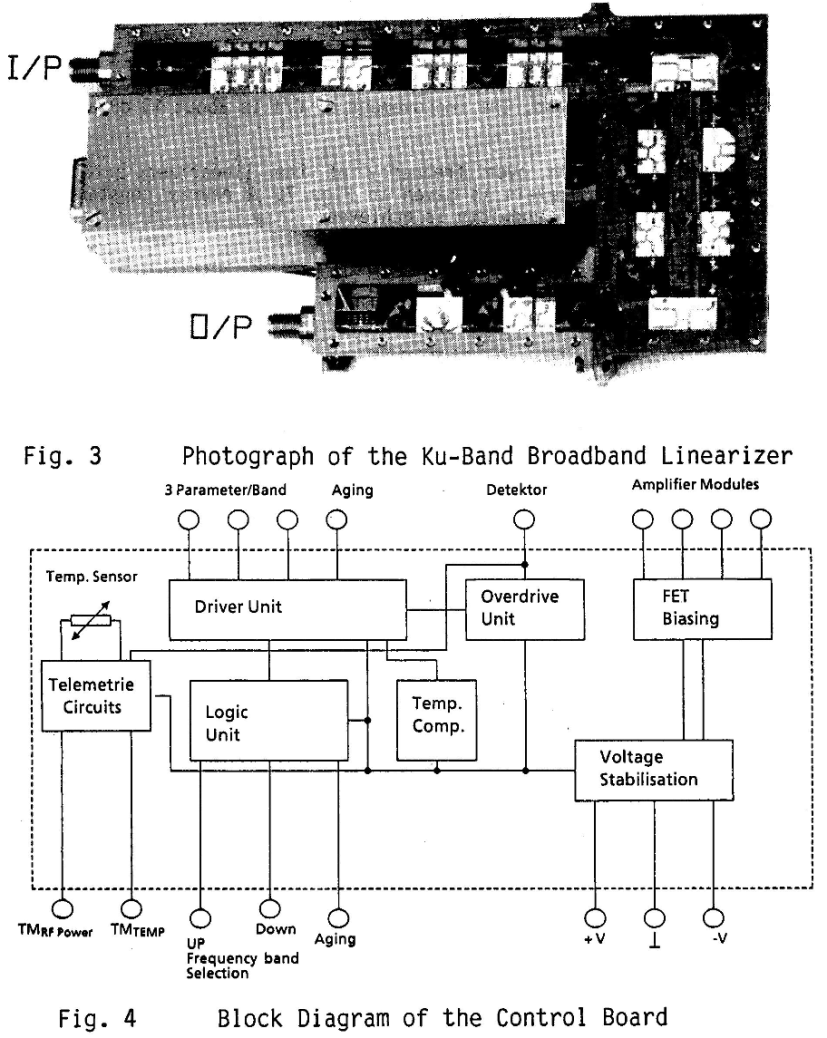 I/P
O/P
Fig. 3 Photograph of the Ku-Band Broadband Linearizer
3 Parameter/Band Aging Detektor Amplifier Modules
Temp. Sensor
Driver Unit
Overdrive
Unit
FET
Biasing
Telemetrie
Circuits
Logic
Unit
Temp.
Comp.
Voltage
Stabilisation
TMRF Power TMTEMP
UP Down Aging
Frequency band
Selection
+V ⊥ -V
Fig. 4 Block Diagram of the Control Board